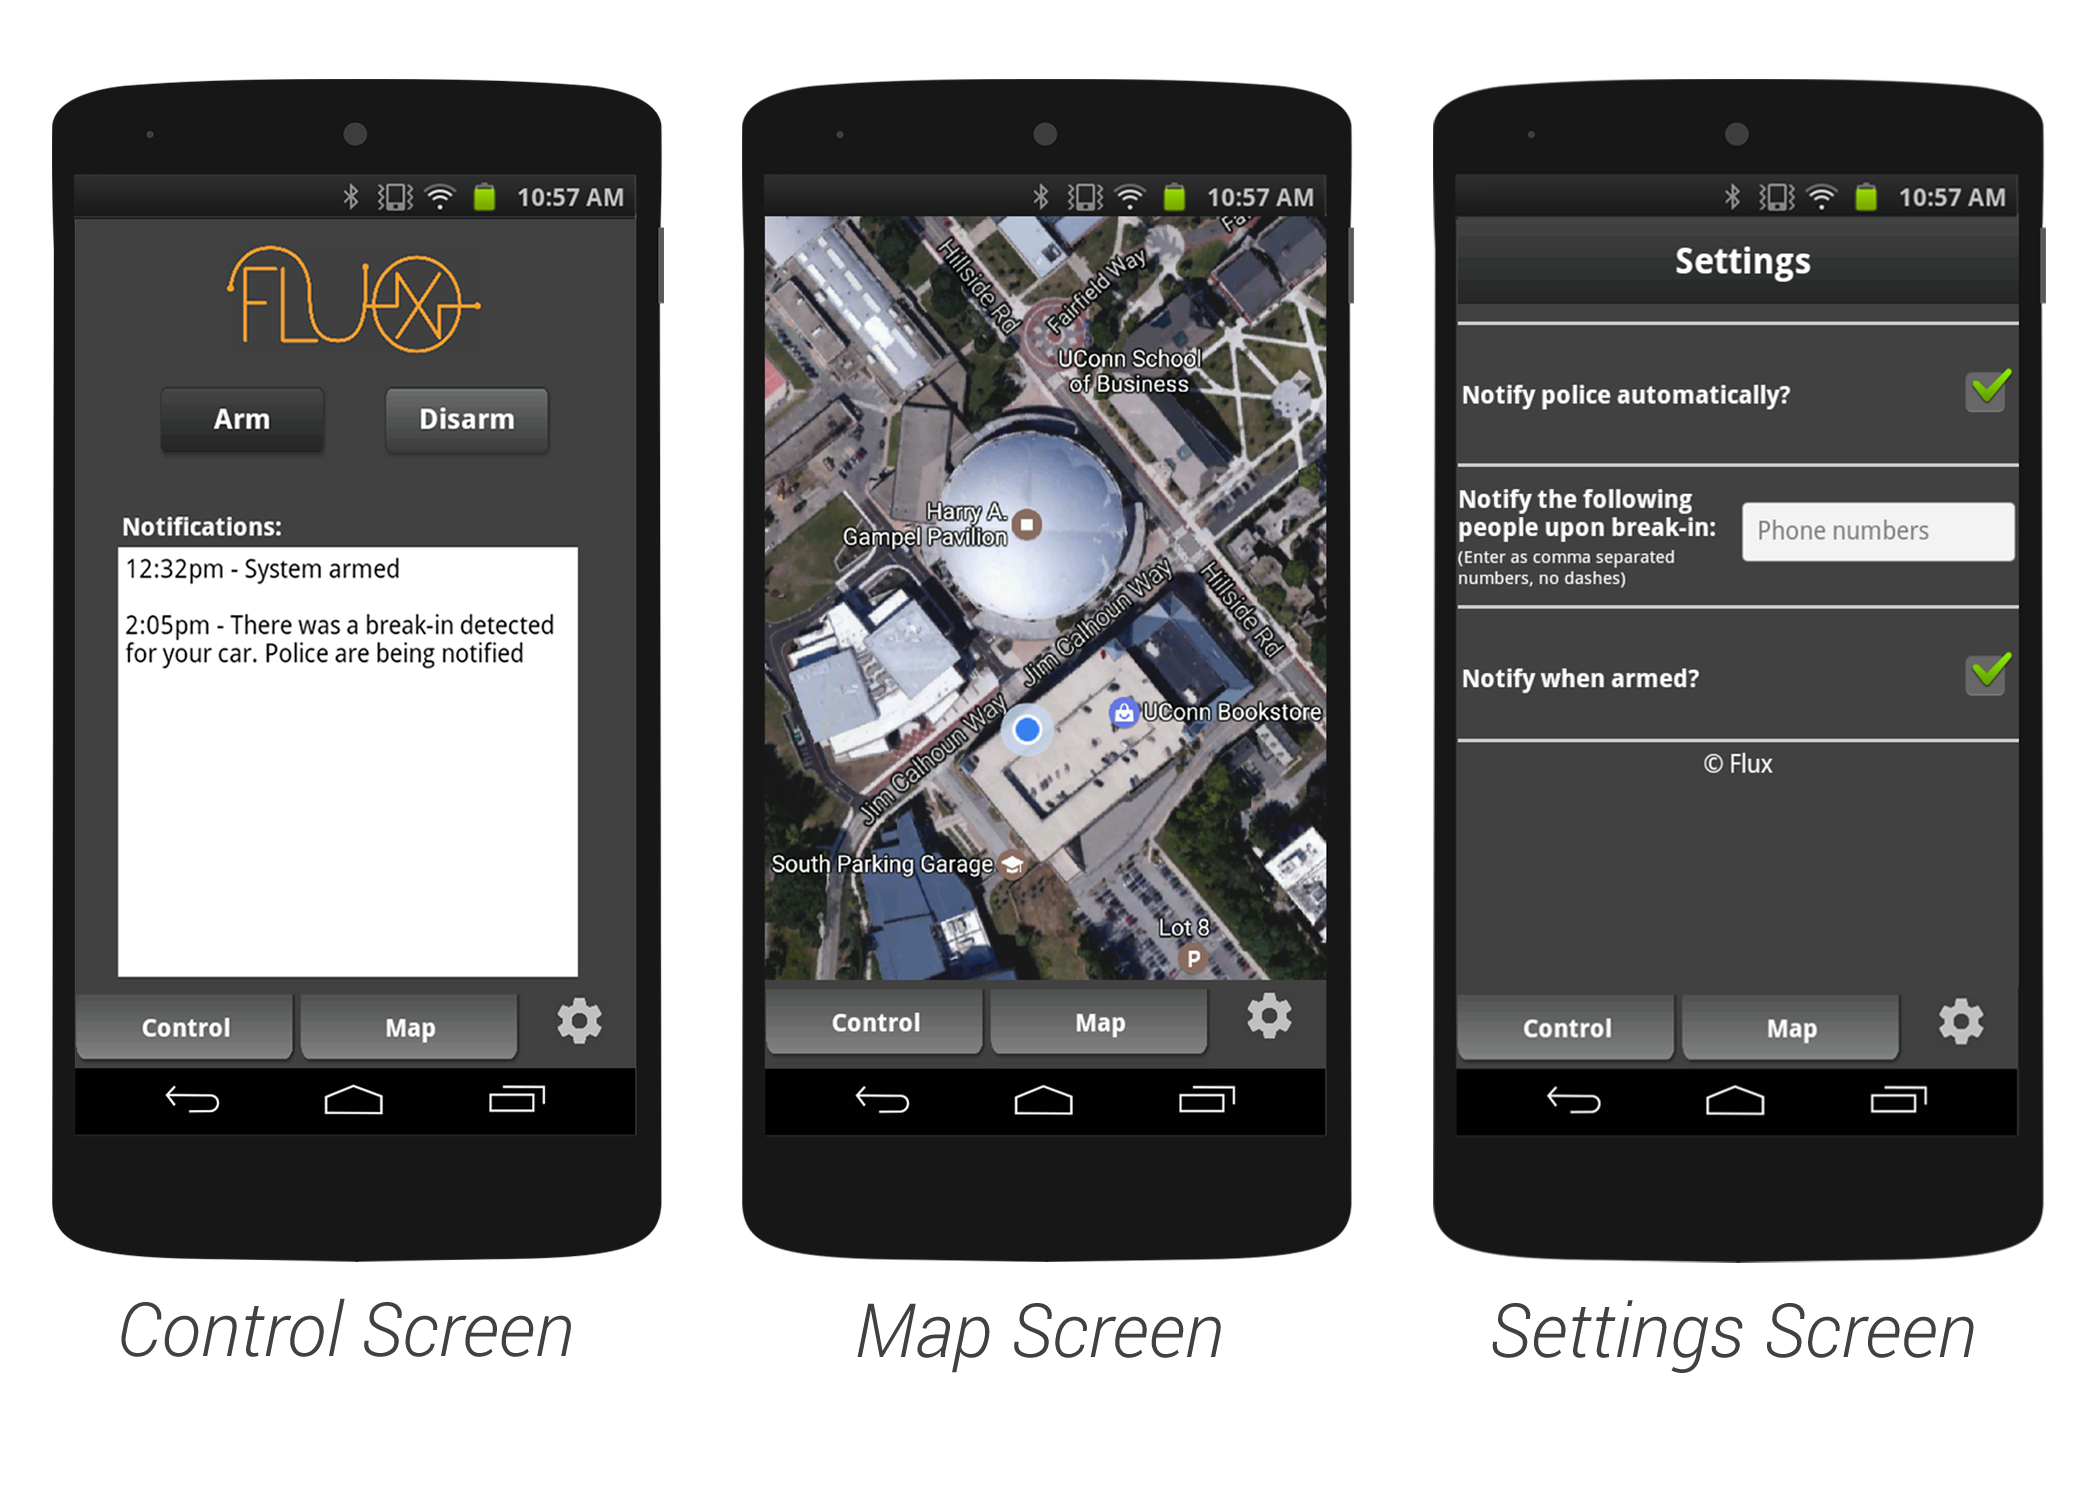 10:57 AM
FLUX
Arm
Disarm
Notifications:
12:32pm - System armed
2:05pm - There was a break-in detected
for your car. Police are being notified
Control
Map
Control Screen
10:57 AM
Hillside Rd
Fairfield Way
UConn School
of Business
Harry A.
Gampel Pavilion
Jim Calhoun Way
Hillside Rd
UConn Bookstore
Jim Calhoun Way
South Parking Garage
Lot 8
P
Control
Map
Map Screen
10:57 AM
Settings
Notify police automatically?
Notify the following
people upon break-in:
(Enter as comma separated
numbers, no dashes)
Phone numbers
Notify when armed?
© Flux
Control
Map
Settings Screen